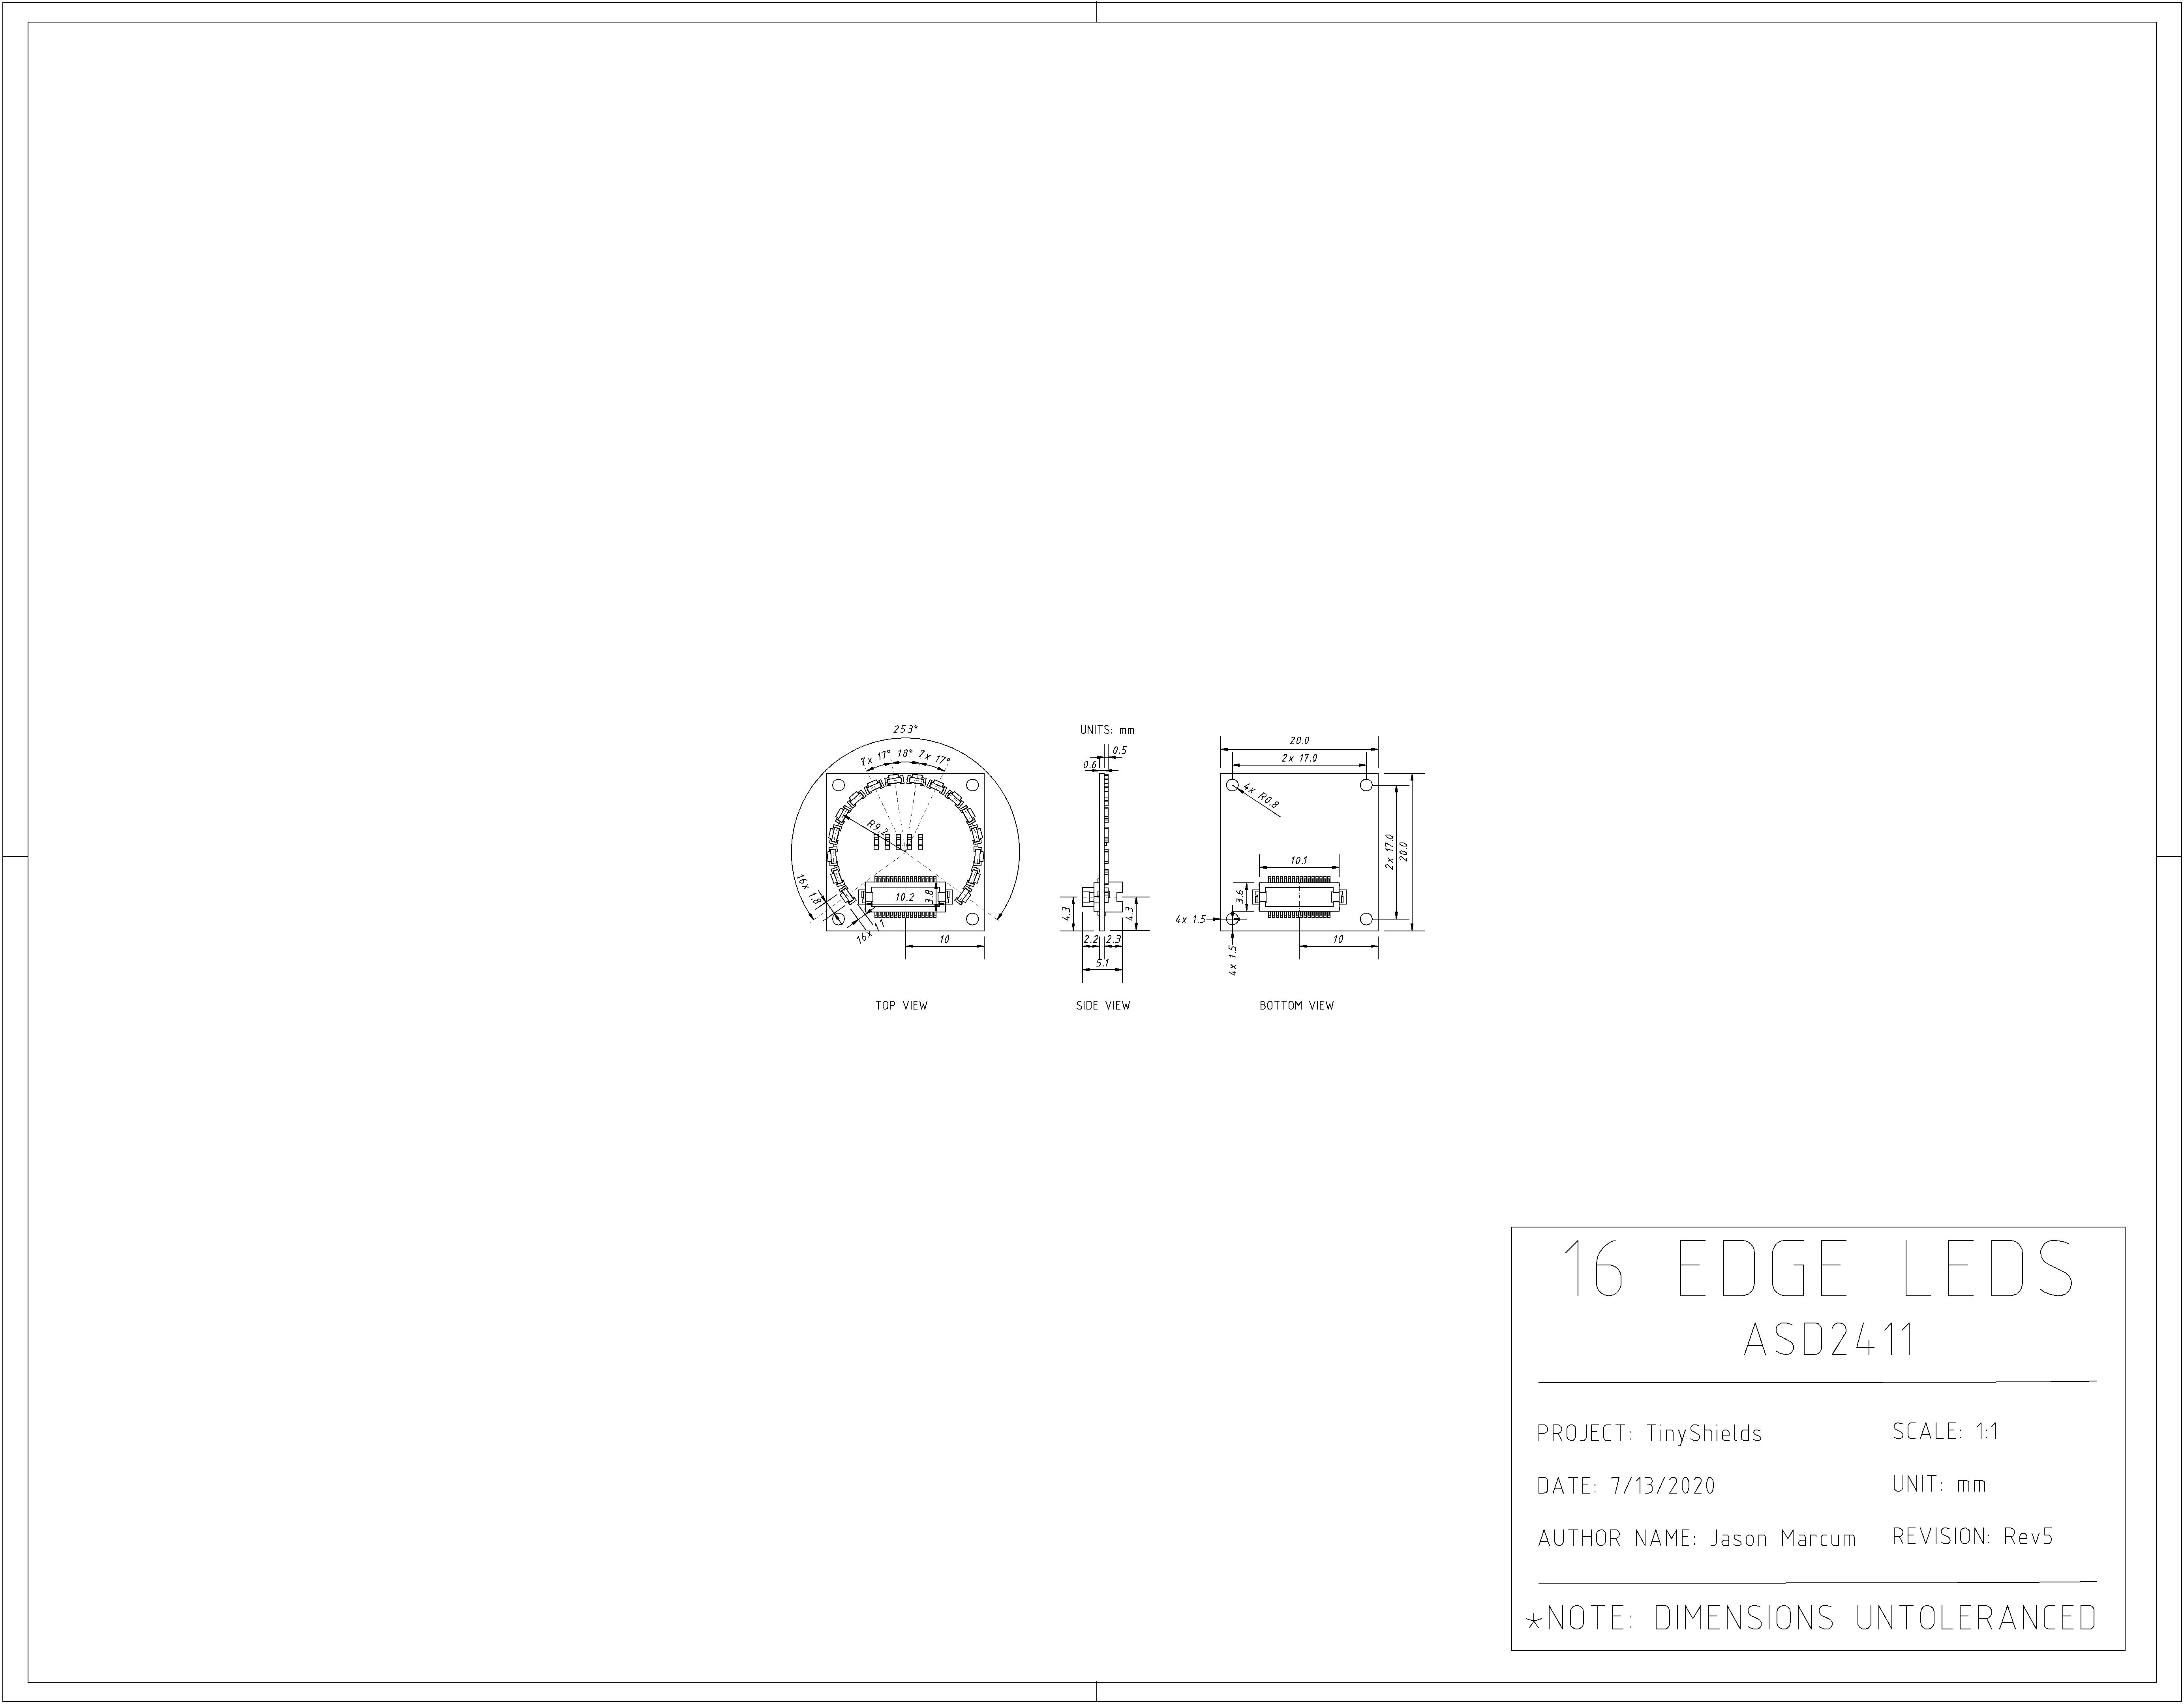 253°
7x 17° 18° 7x 17°
R9.2
16x 1.8
10.2
3.8
10
TOP VIEW
UNITS: mm
0.5
0.6
4.3
4.3
2.2 2.3
5.1
SIDE VIEW
20.0
2x 17.0
4x R0.8
2x 17.0
20.0
10.1
3.6
4x 1.5
4x 1.5
10
BOTTOM VIEW
16 EDGE LEDS
ASD2411
PROJECT: TinyShields
SCALE: 1:1
DATE: 7/13/2020
UNIT: mm
AUTHOR NAME: Jason Marcum
REVISION: Rev5
*NOTE: DIMENSIONS UNTOLERANCED